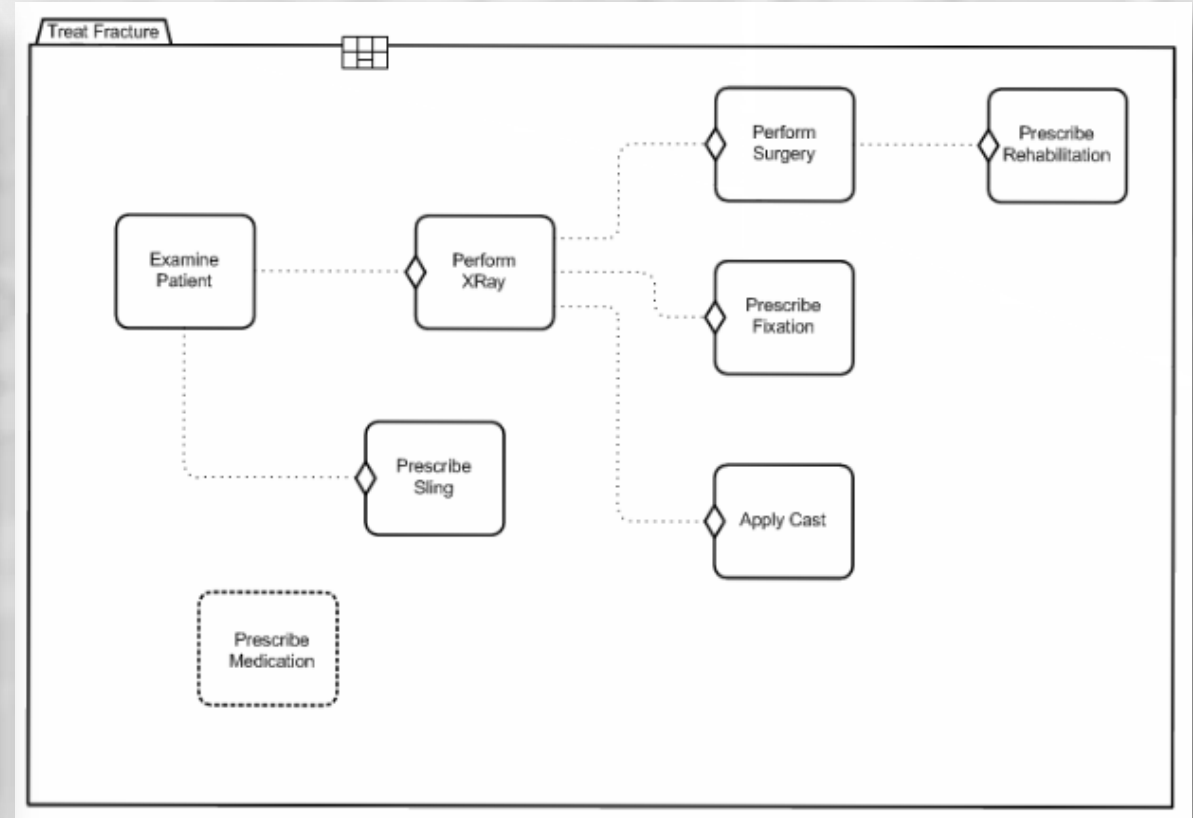 Treat Fracture
Perform
Surgery
Prescribe
Rehabilitation
Examine
Patient
Perform
XRay
Prescribe
Fixation
Prescribe
Sling
Apply Cast
Prescribe
Medication